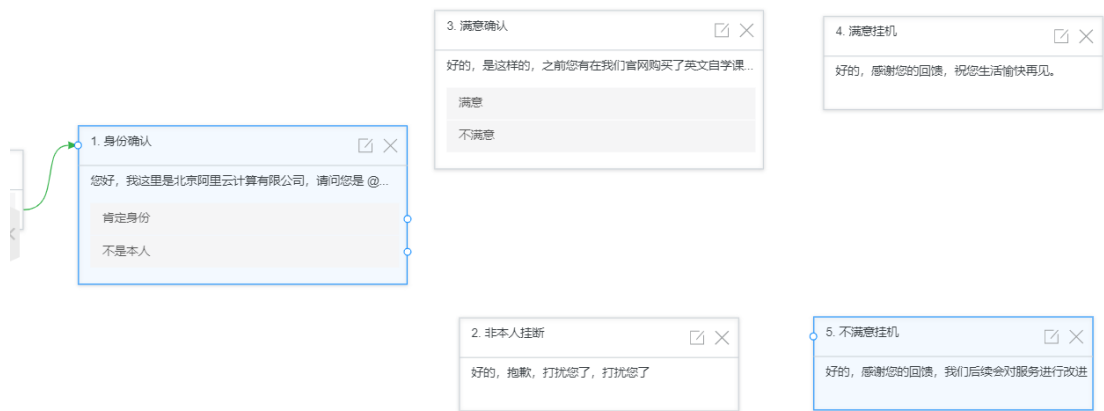 1. 身份确认
您好，我这里是北京阿里云计算有限公司，请问您是 @...
肯定身份
不是本人
3. 满意确认
好的，是这样的，之前您有在我们官网购买了英文自学课...
满意
不满意
4. 满意挂机
好的，感谢您的回馈，祝您生活愉快再见。
2. 非本人挂断
好的，抱歉，打扰您了，打扰您了
5. 不满意挂机
好的，感谢您的回馈，我们后续会对服务进行改进